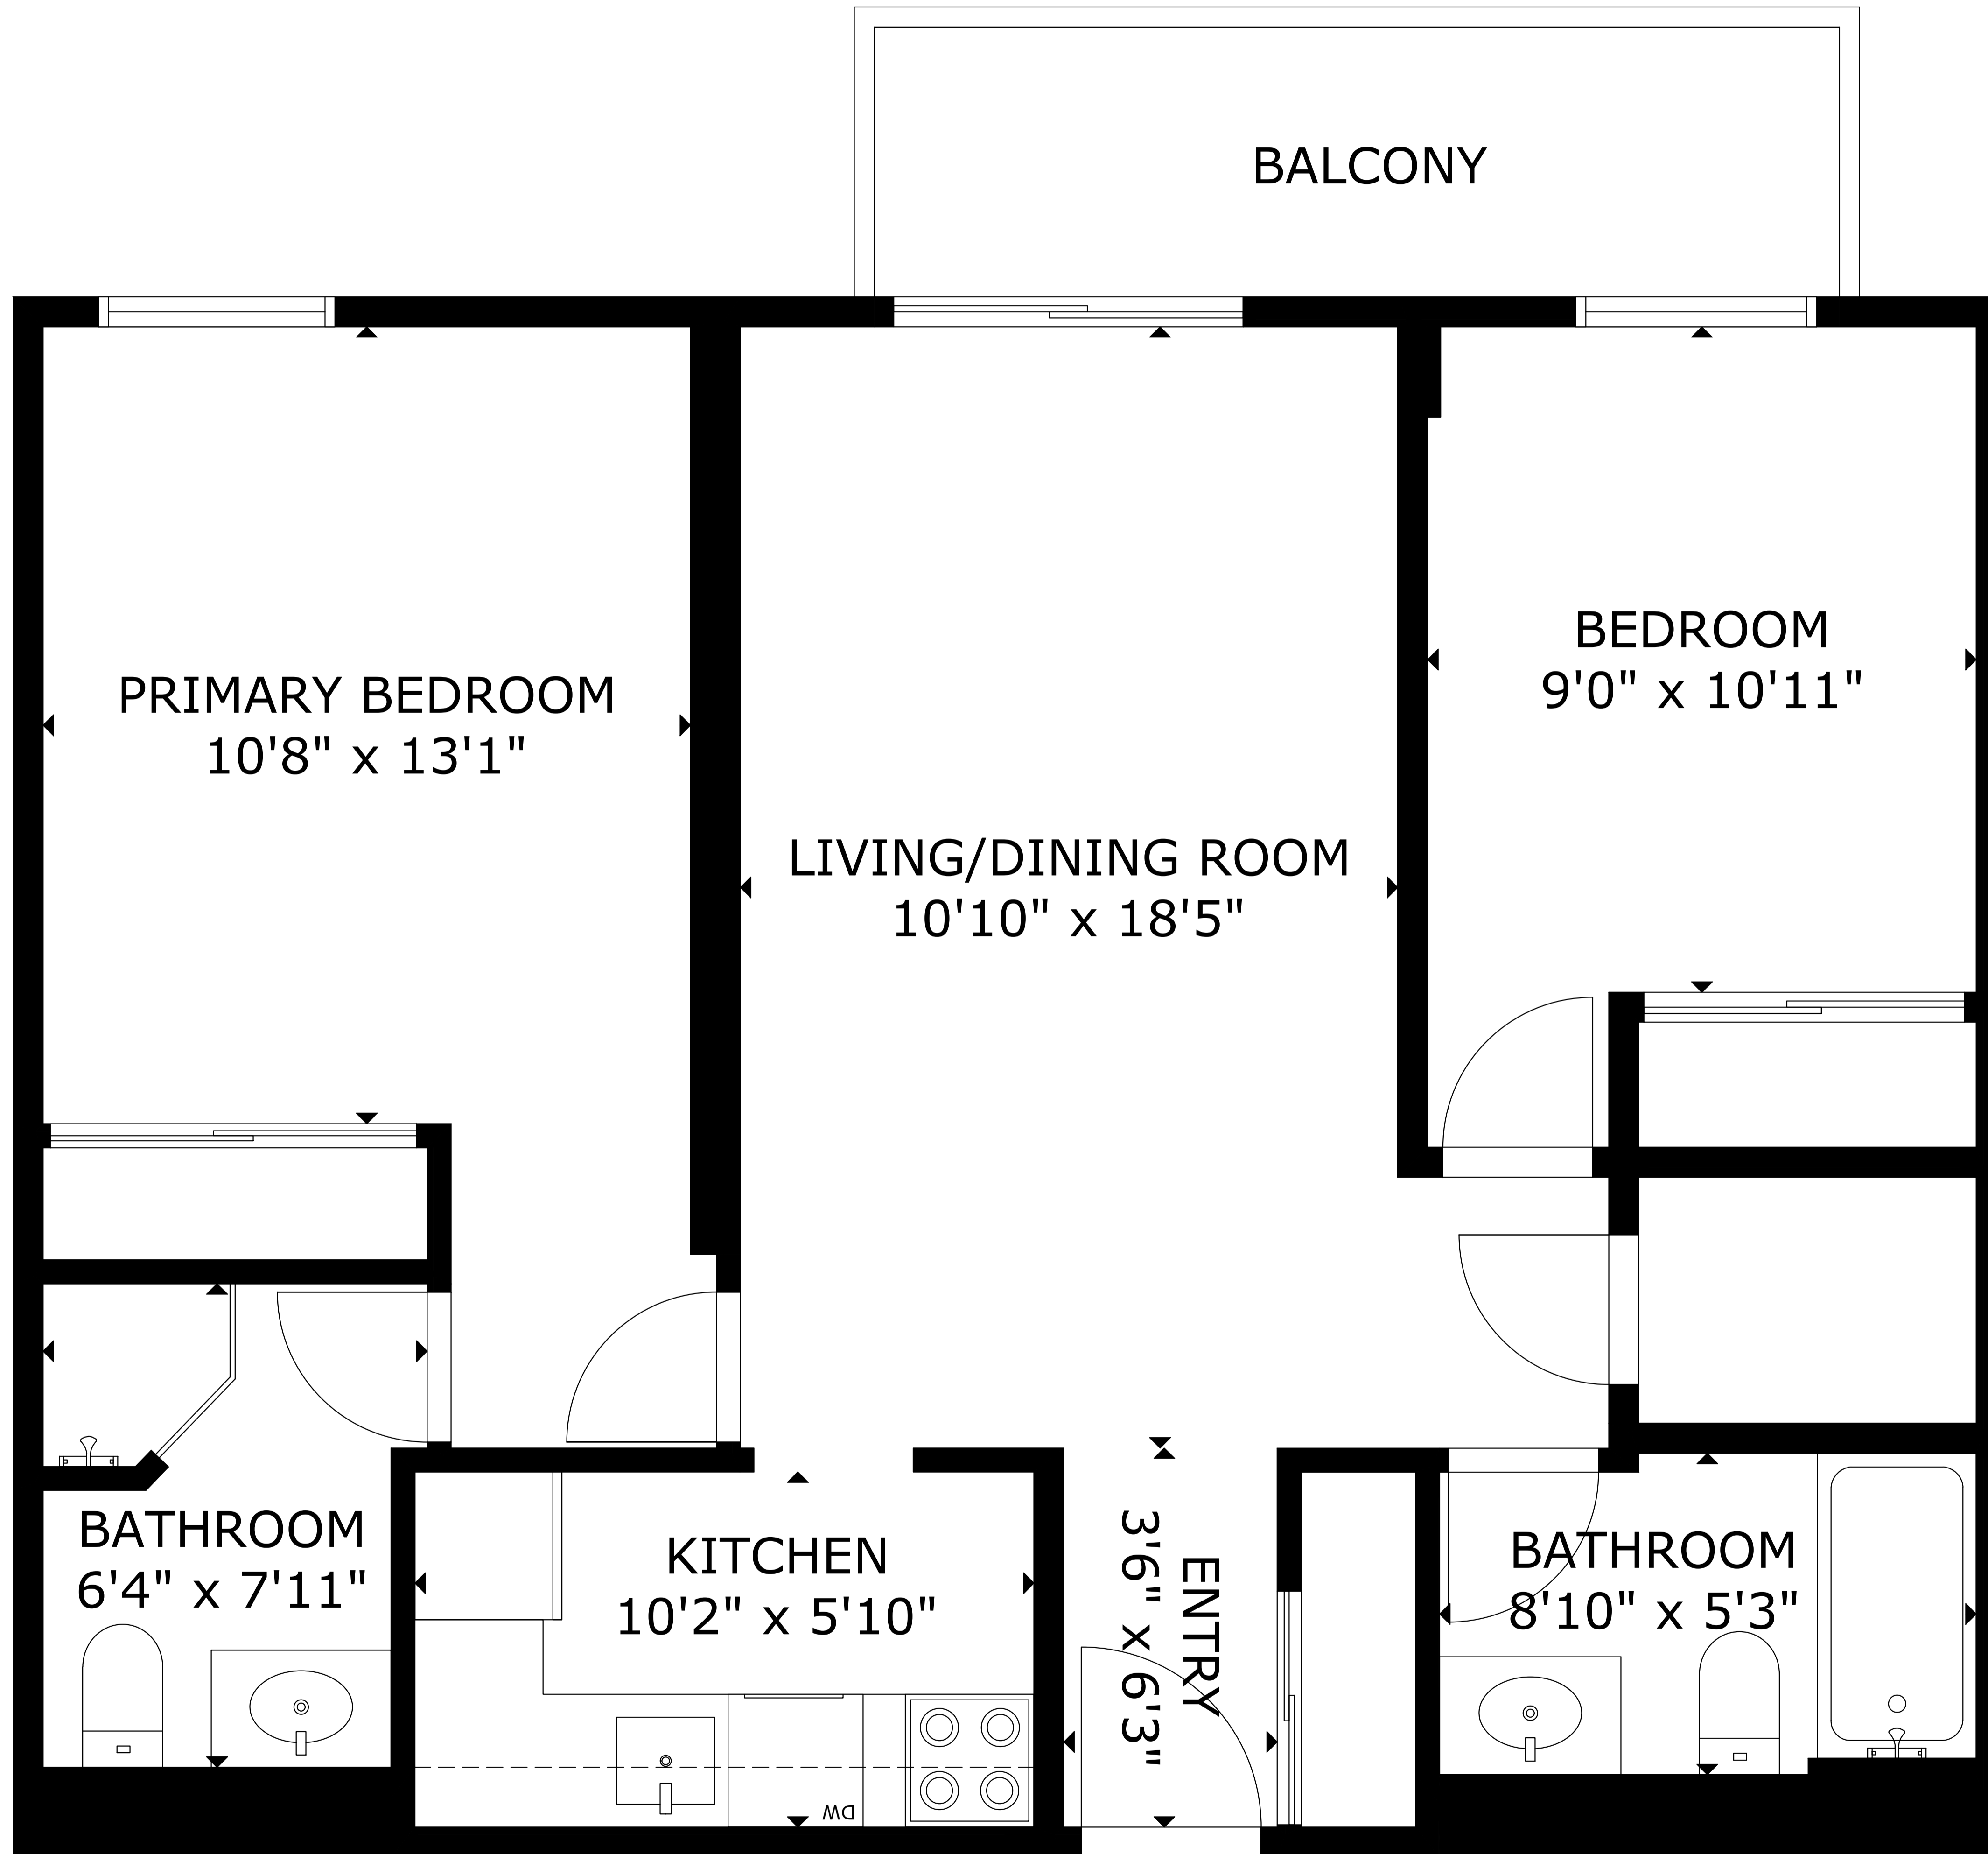 BALCONY
PRIMARY BEDROOM
10'8" x 13'1"
LIVING/DINING ROOM
10'10" x 18'5"
BEDROOM
9'0" x 10'11"
BATHROOM
6'4" x 7'11"
KITCHEN
10'2" x 5'10"
DW
ENTRY
3'6" x 6'3"
BATHROOM
8'10" x 5'3"